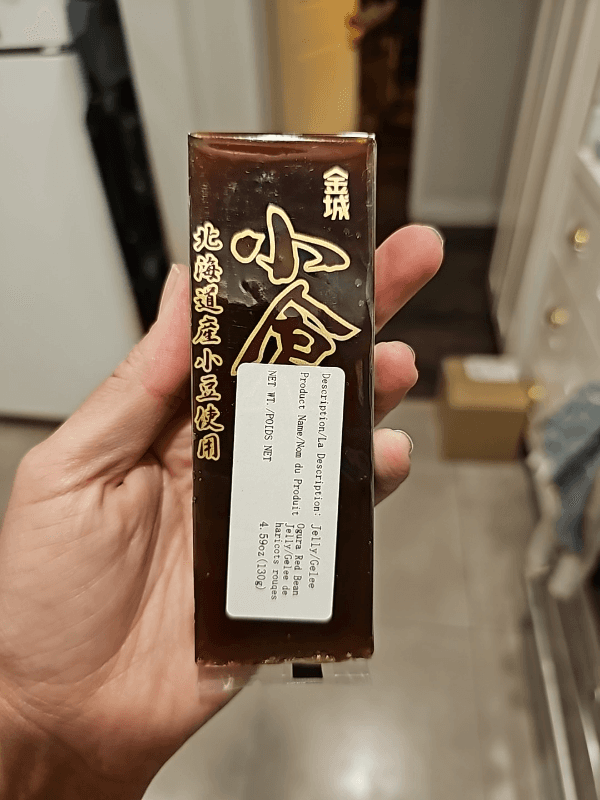 金城
小倉
北海道産小豆使用
Description/La Description: Jelly/Gelee
Product Name/Nom du Produit Ogura Red Bean
Jelly/Gelee de
haricots rouges
NET WT./POIDS NET 4.59oz(130g)